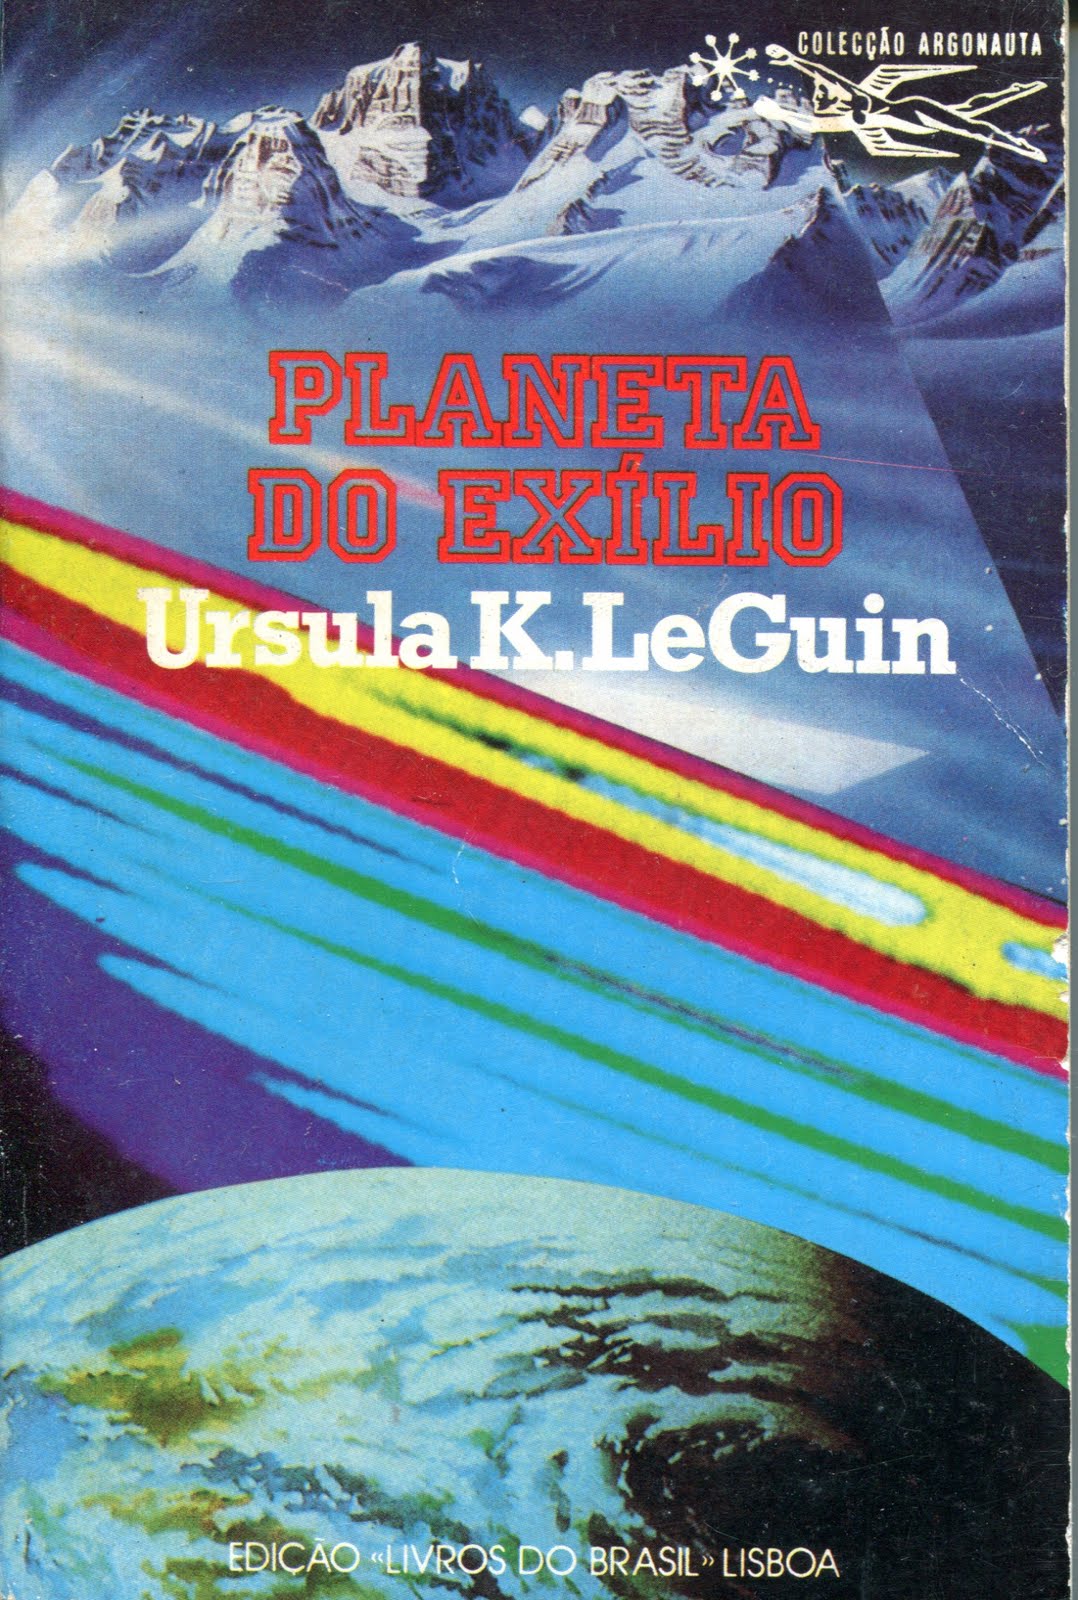 COLECÇÃO ARGONAUTA
PLANETA
DO EXÍLIO
Ursula K. LeGuin
EDIÇÃO «LIVROS DO BRASIL» LISBOA